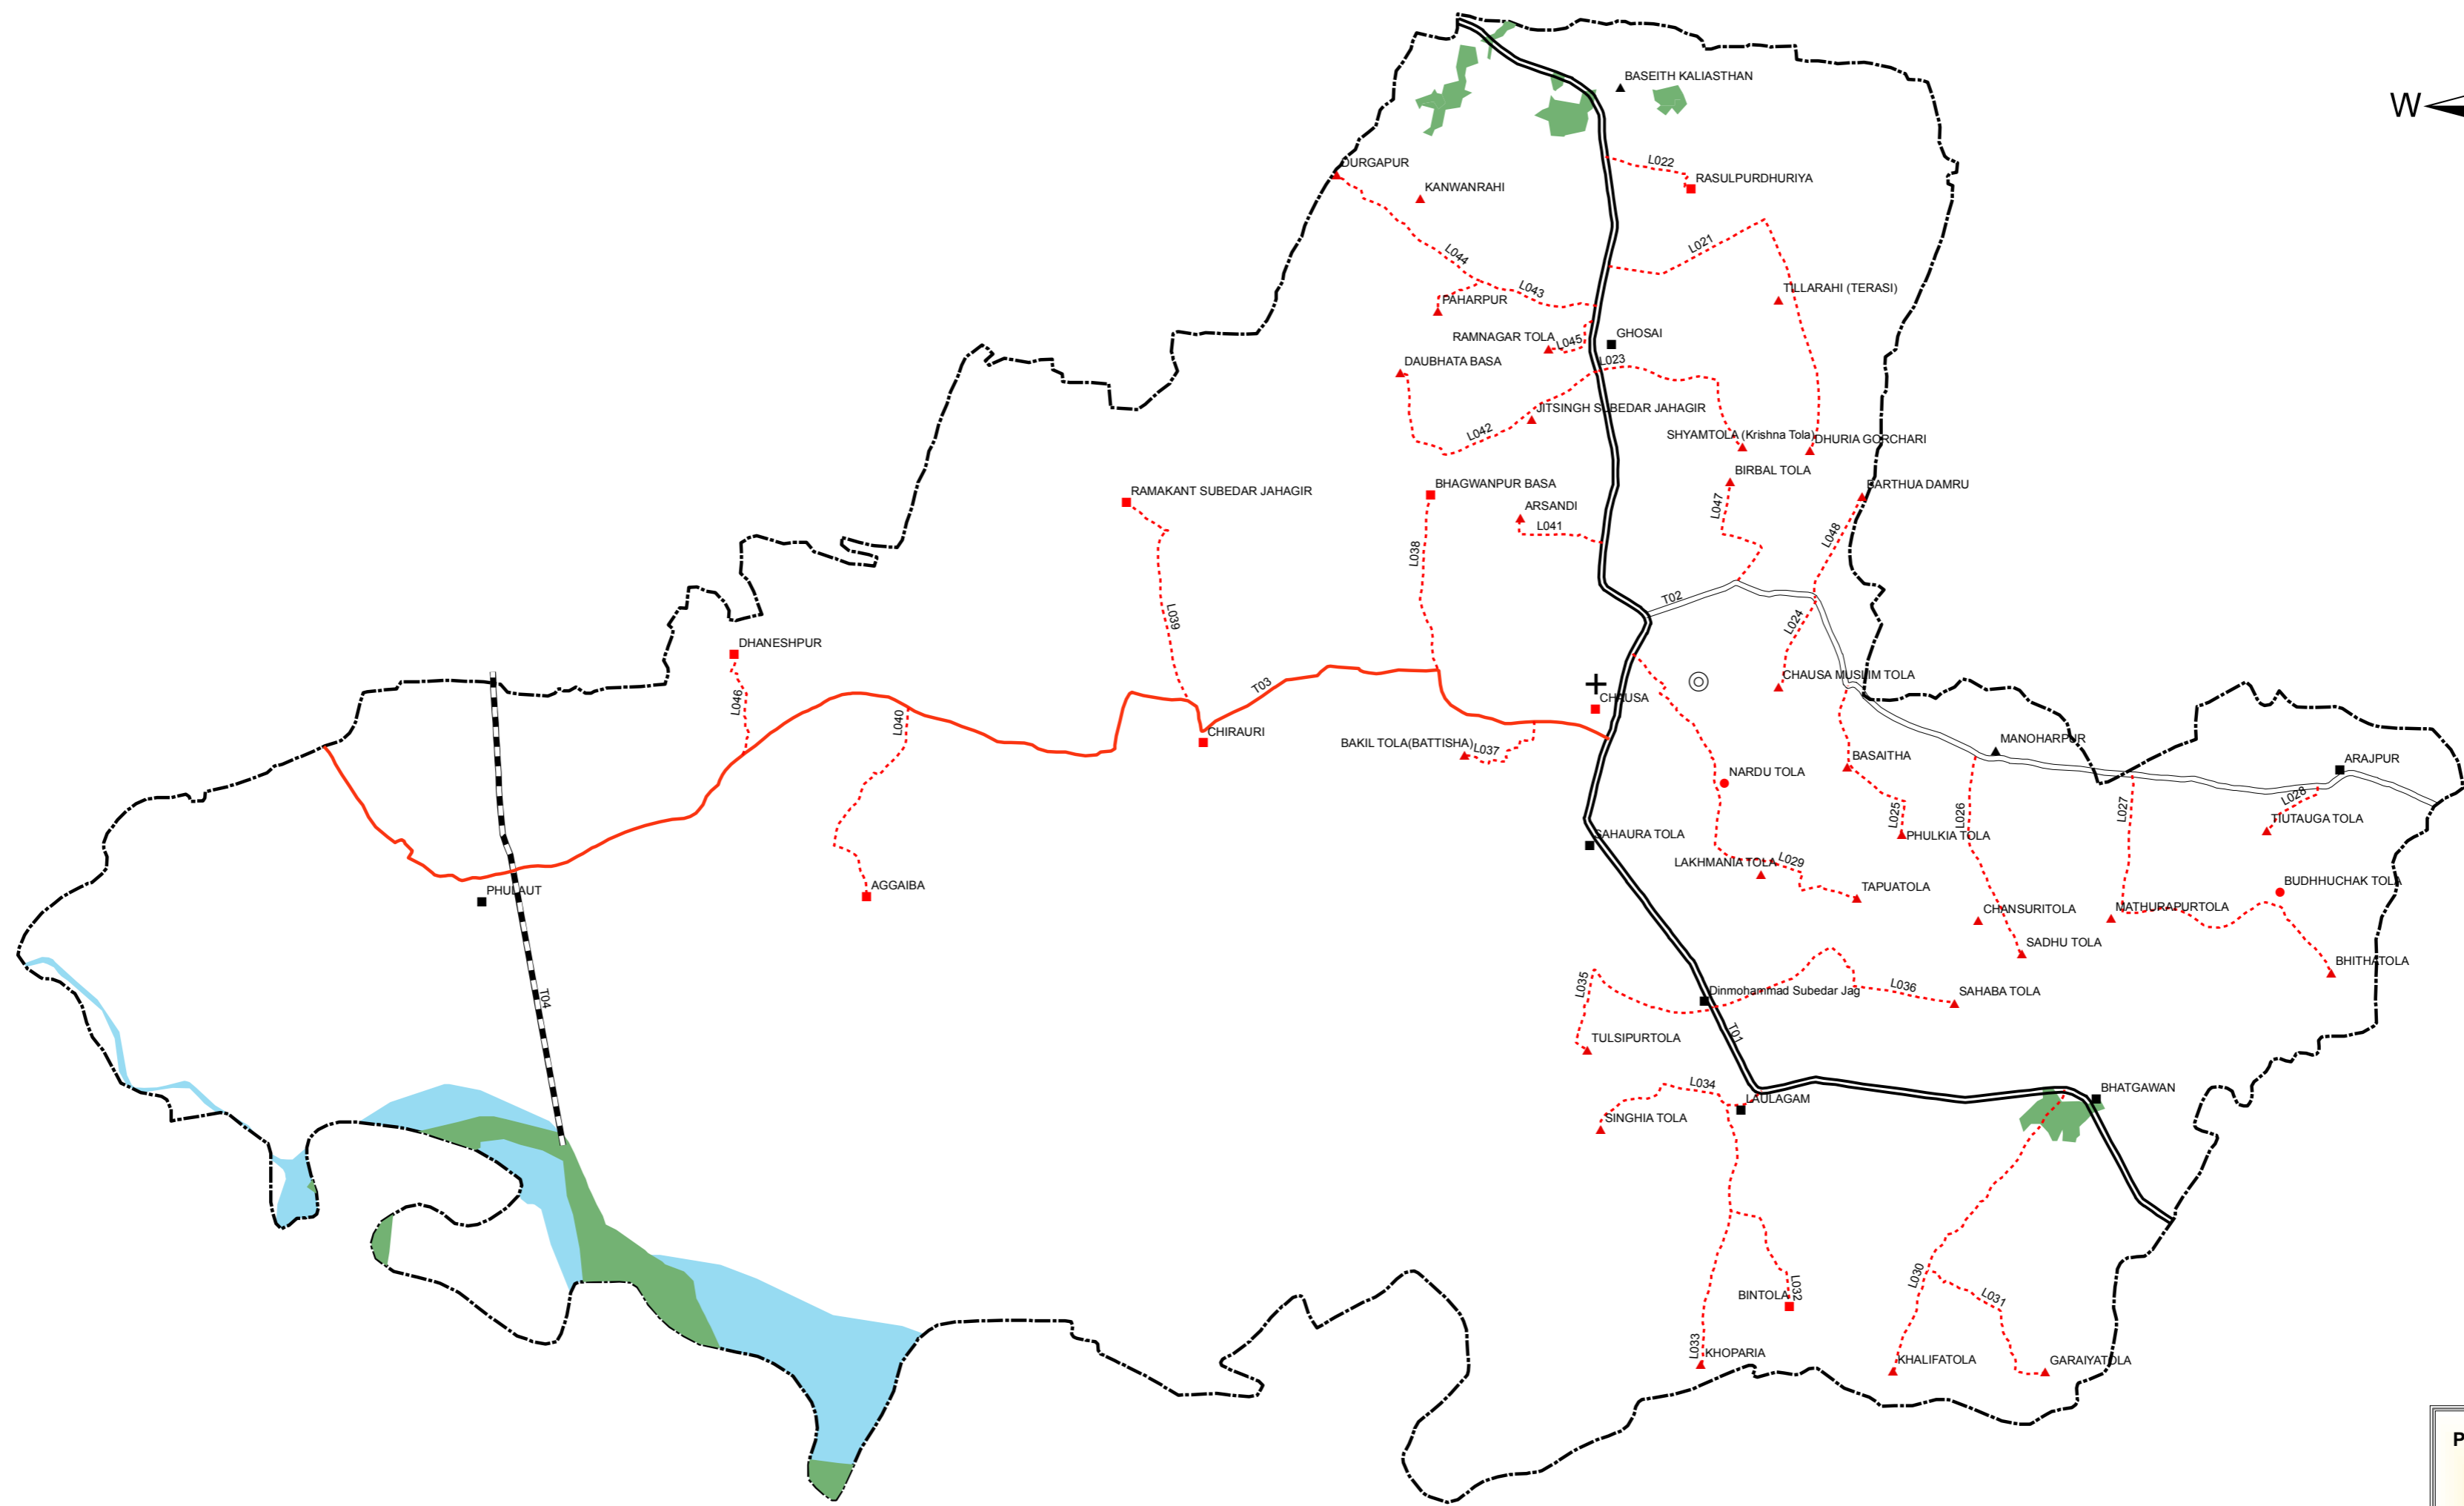 BASEITH KALIASTHAN
W
DURGAPUR
L022
RASULPURDHURIYA
KANWANRAHI
L021
L044
L043
TILLARAHI (TERASI)
PAHARPUR
RAMNAGAR TOLA
L045
GHOSAI
DAUBHATA BASA
L023
JITSINGH SUBEDAR JAHAGIR
L042
SHYAMTOLA (Krishna Tola)
DHURIA GORCHARI
BIRBAL TOLA
RAMAKANT SUBEDAR JAHAGIR
BHAGWANPUR BASA
BARTHUA DAMRU
ARSANDI
L047
L041
L048
L038
T02
L039
L024
DHANESHPUR
CHAUSA MUSLIM TOLA
T03
L046
CHAUSA
L040
CHIRAURI
BAKIL TOLA(BATTISHA)
L037
MANOHARPUR
BASAITHA
ARAJPUR
NARDU TOLA
L028
L027
L025
L026
TIUTAUGA TOLA
SAHAURA TOLA
PHULKIA TOLA
LAKHMANIA TOLA
L029
PHULAUT
AGGAIBA
TAPUATOLA
BUDHHUCHAK TOLA
CHANSURITOLA
MATHURAPURTOLA
SADHU TOLA
BHITHATOLA
T04
L035
Dinmohammad Subedar Jag
L036
SAHABA TOLA
T01
TULSIPURTOLA
L034
BHATGAWAN
LAULAGAM
SINGHIA TOLA
L030
L032
L031
BINTOLA
L033
KHOPARIA
KHALIFATOLA
GARAIYATOLA
P